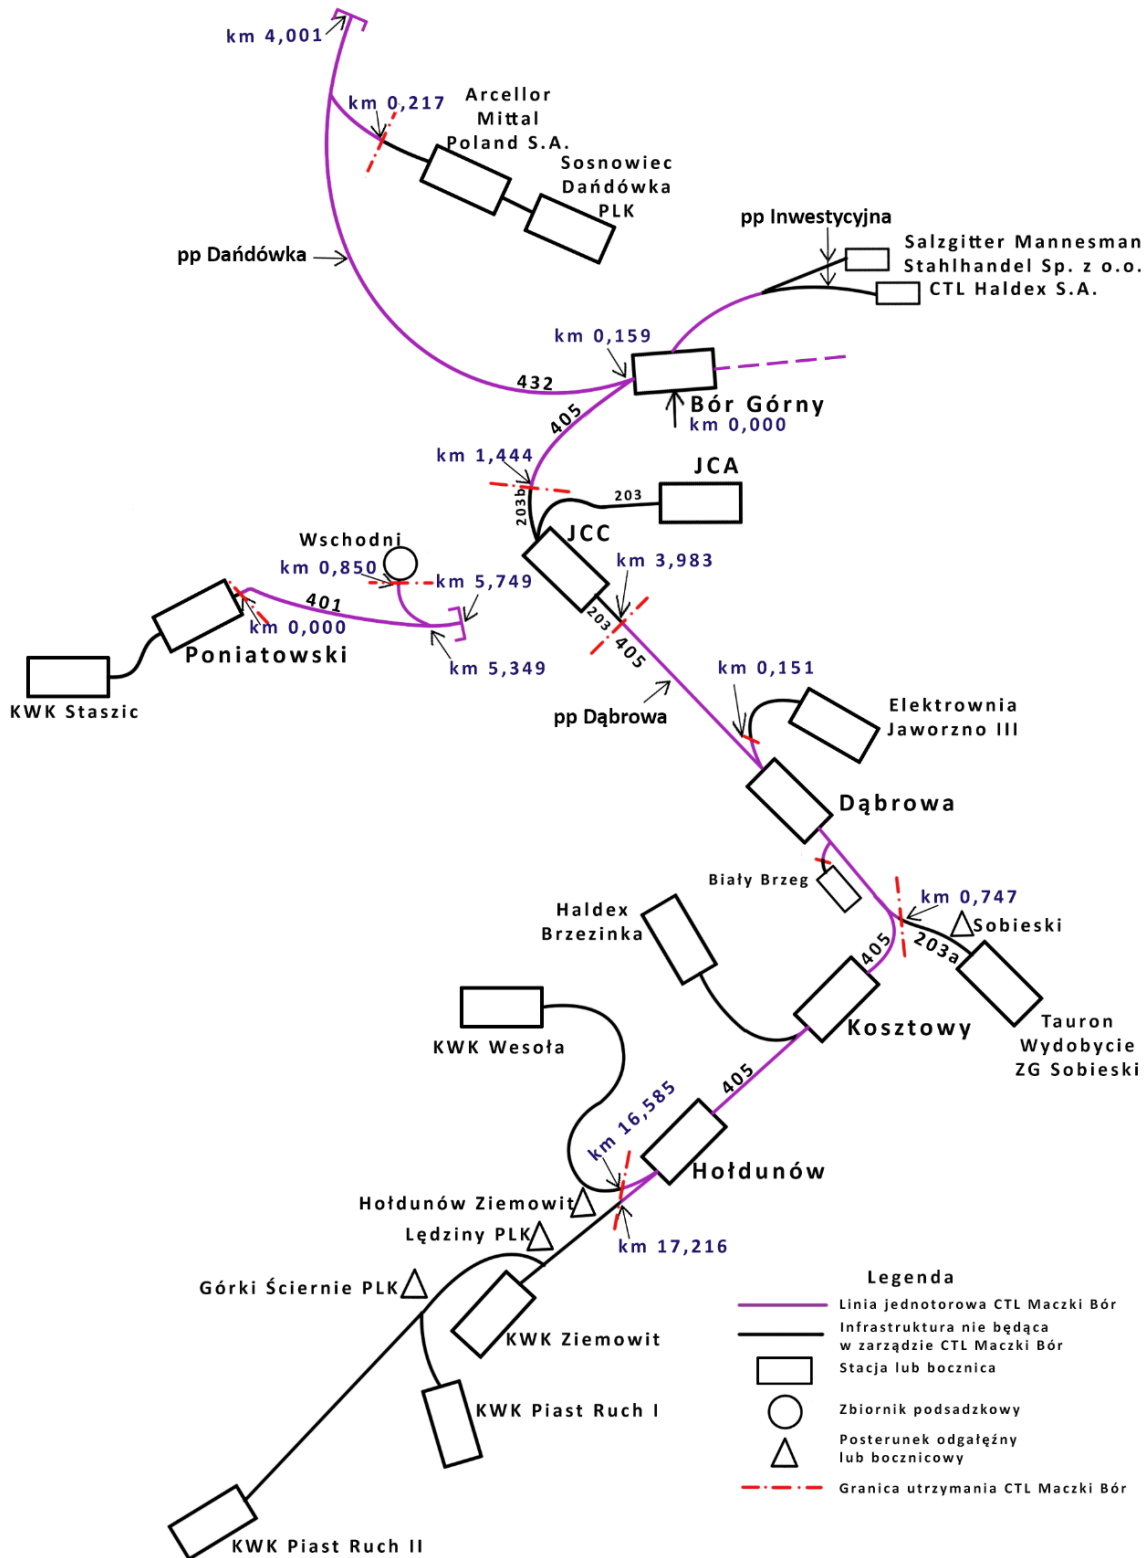 km 4,001
km 0,217
Arcellor
Mittal
Poland S.A.
Sosnowiec
Dańdówka
PLK
pp Inwestycyjna
pp Dańdówka
Salzgitter Mannesman
Stahlhandel Sp. z o.o.
CTL Haldex S.A.
km 0,159
432
405
Bór Górny
km 0,000
km 1,444
JCA
203b
203
JCC
Wschodni
km 0,850
km 5,749
km 3,983
401
km 0,000
203
405
Poniatowski
km 5,349
km 0,151
KWK Staszic
pp Dąbrowa
Elektrownia
Jaworzno III
Dąbrowa
Biały Brzeg
km 0,747
Haldex
Brzezinka
Sobieski
405
203a
KWK Wesoła
Kosztowy
Tauron
Wydobycie
ZG Sobieski
405
km 16,585
Hołdunów
Hołdunów Ziemowit
Lędziny PLK
km 17,216
Górki Ściernie PLK
KWK Ziemowit
KWK Piast Ruch I
KWK Piast Ruch II
Legenda
Linia jednotorowa CTL Maczki Bór
Infrastruktura nie będąca
w zarządzie CTL Maczki Bór
Stacja lub bocznica
Zbiornik podsadzkowy
Posterunek odgałęźny
lub bocznicowy
Granica utrzymania CTL Maczki Bór